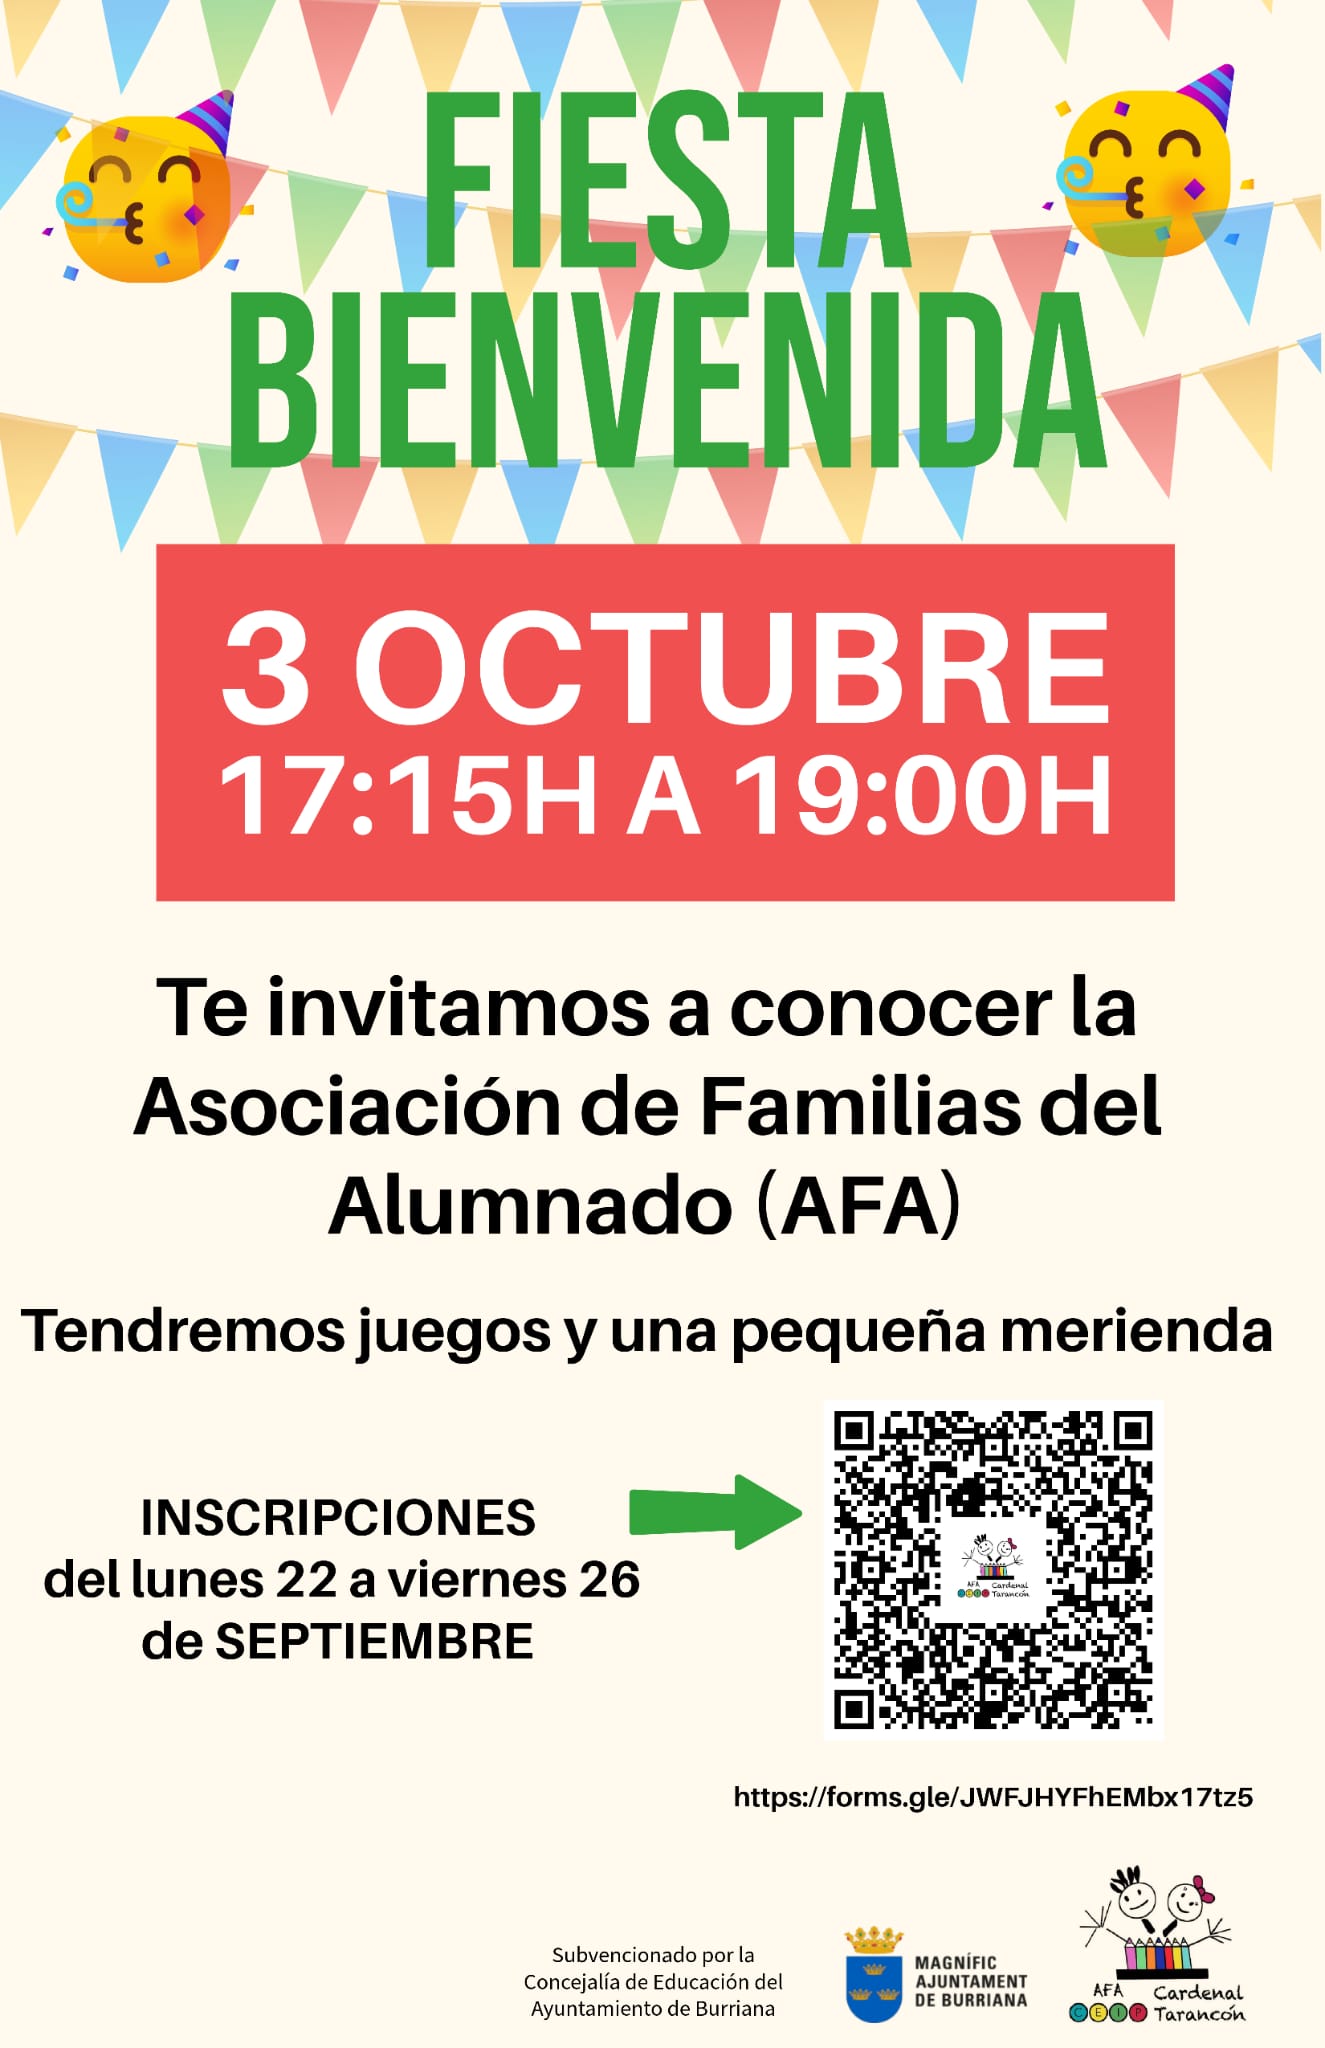 FIESTA
BIENVENIDA
3 OCTUBRE
17:15H A 19:00H
Te invitamos a conocer la
Asociación de Familias del
Alumnado (AFA)
Tendremos juegos y una pequeña merienda
INSCRIPCIONES
del lunes 22 a viernes 26
de SEPTIEMBRE
AFA Cardenal
CEIP Tarancón
https://forms.gle/JWFJHYFhEMbx17tz5
Subvencionado por la
Concejalía de Educación del
Ayuntamiento de Burriana
MAGNÍFIC
AJUNTAMENT
DE BURRIANA
AFA Cardenal
CEIP Tarancón